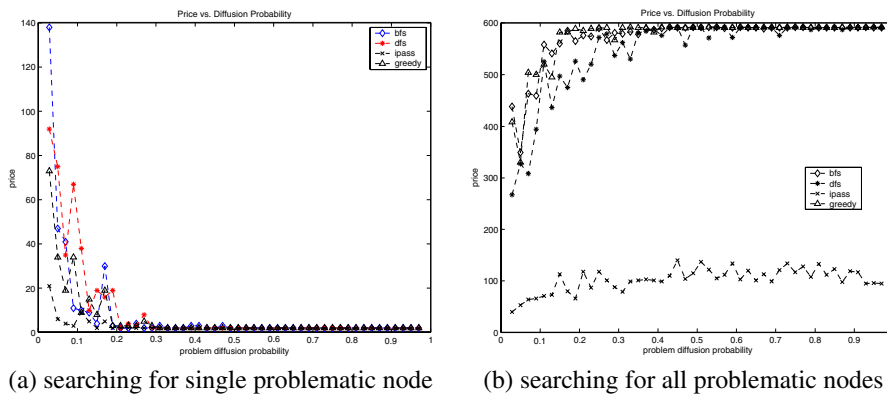 Price vs. Diffusion Probability
140
120
100
80
60
40
20
0
price
0 0.1 0.2 0.3 0.4 0.5 0.6 0.7 0.8 0.9 1
problem diffusion probability
bfs
dfs
ipass
greedy
(a) searching for single problematic node
Price vs. Diffusion Probability
600
500
400
300
200
100
0
price
0 0.1 0.2 0.3 0.4 0.5 0.6 0.7 0.8 0.9
problem diffusion probability
bfs
dfs
ipass
greedy
(b) searching for all problematic nodes